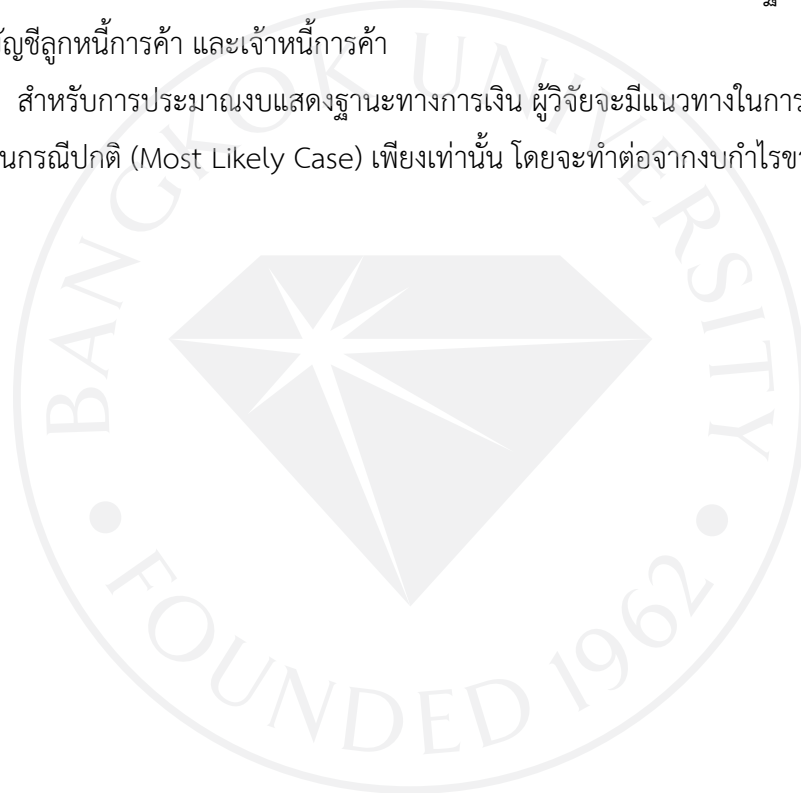 ัญชีลูกหนี้การค้า และเจ้าหนี้การค้า
สำหรับการประมาณงบแสดงฐานะทางการเงิน ผู้วิจัยจะมีแนวทางในการ
นกรณีปกติ (Most Likely Case) เพียงเท่านั้น โดยจะทำต่อจากงบกำไรขา
BANGKOK UNIVERSITY
• FOUNDED 1962 •